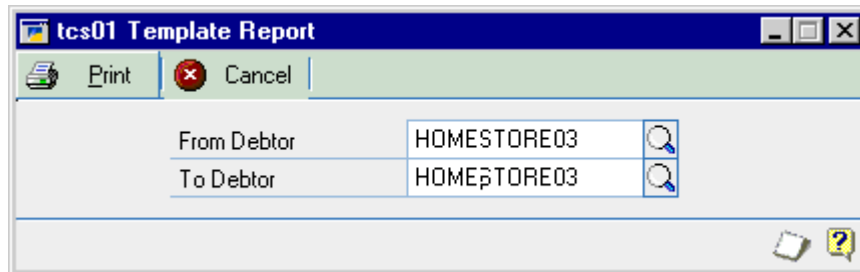 tcs01 Template Report
Print Cancel
From Debtor HOMESTORE03
To Debtor HOMESTORE03